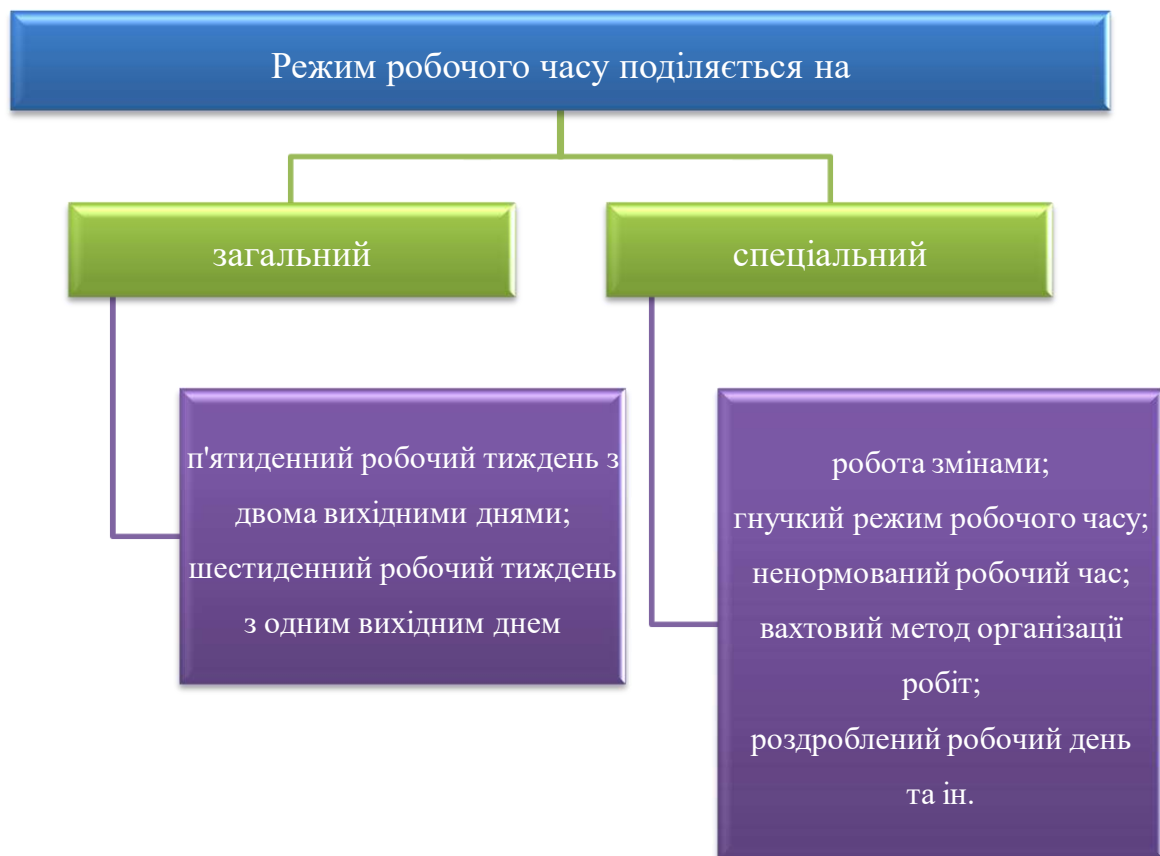 Режим робочого часу поділяється на
загальний
спеціальний
п'ятиденний робочий тиждень з
двома вихідними днями;
шестиденний робочий тиждень
з одним вихідним днем
робота змінами;
гнучкий режим робочого часу;
ненормований робочий час;
вахтовий метод організації
робіт;
роздроблений робочий день
та ін.